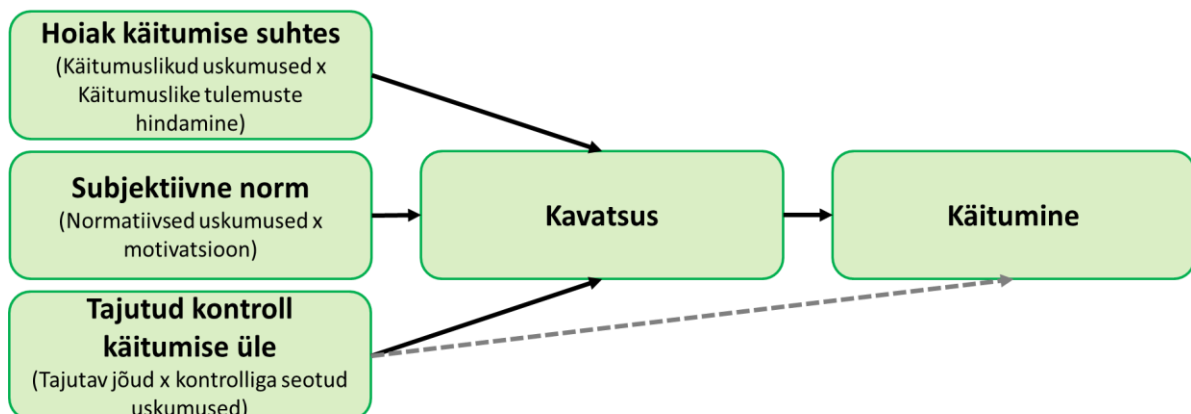 Hoiak käitumise suhtes
(Käitumuslikud uskumused x
Käitumuslike tulemuste
hindamine)
Subjektiivne norm
(Normatiivsed uskumused x
motivatsioon)
Kavatsus
Käitumine
Tajutud kontroll
käitumise üle
(Tajutav jõud x kontrolliga seotud
uskumused)